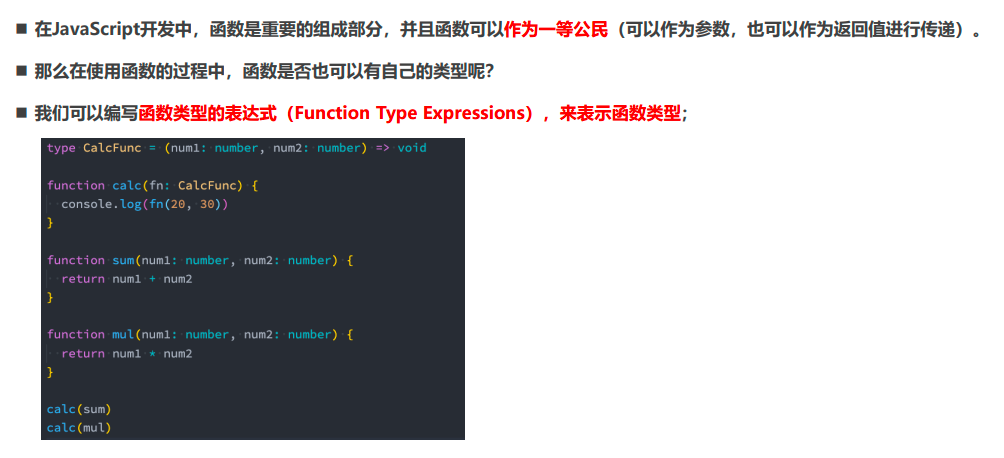 ■ 在JavaScript开发中，函数是重要的组成部分，并且函数可以作为一等公民（可以作为参数，也可以作为返回值进行传递）。
■ 那么在使用函数的过程中，函数是否也可以有自己的类型呢？
■ 我们可以编写函数类型的表达式（Function Type Expressions），来表示函数类型；
type CalcFunc = (num1: number, num2: number) => void
function calc(fn: CalcFunc) {
  console.log(fn(20, 30))
}
function sum(num1: number, num2: number) {
  return num1 + num2
}
function mul(num1: number, num2: number) {
  return num1 * num2
}
calc(sum)
calc(mul)